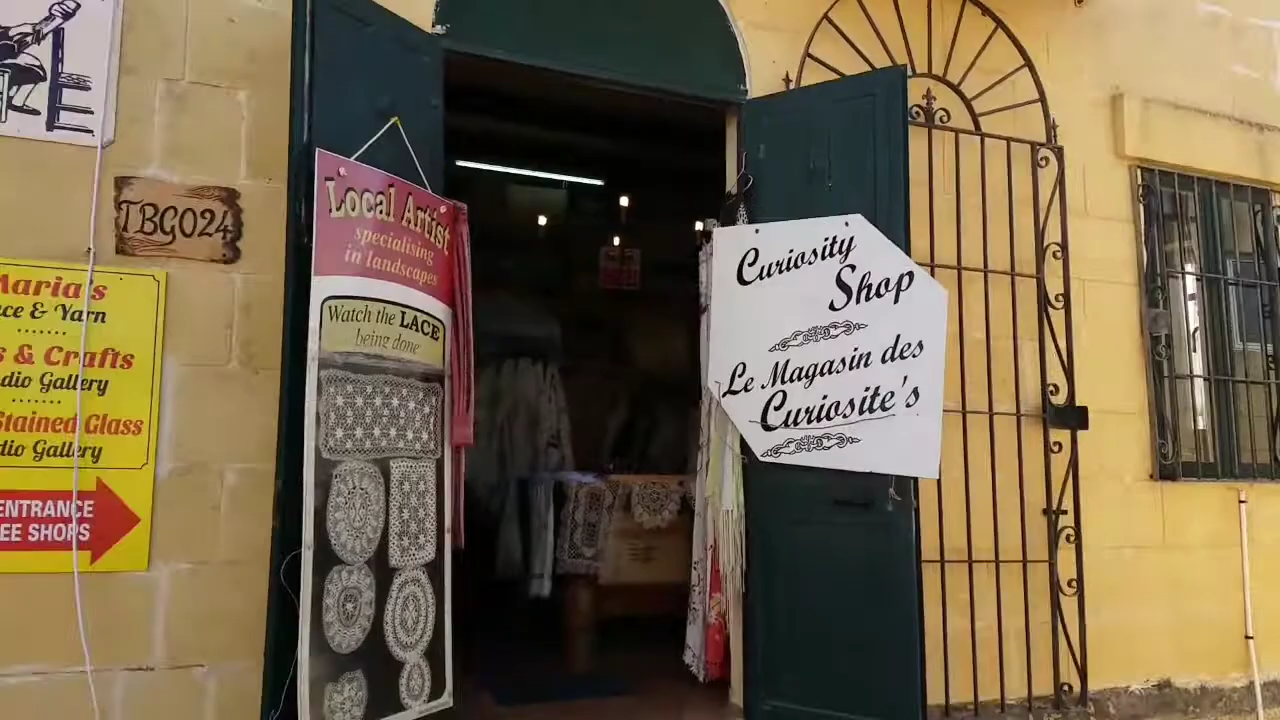 TBG024
Maria's
ce & Yarn
s & Crafts
dio Gallery
Stained Glass
dio Gallery
ENTRANCE
EE SHOPS
Local Artist
specialising
in landscapes
Watch the LACE
being done
Curiosity
Shop
Le Magasin des
Curiosite's